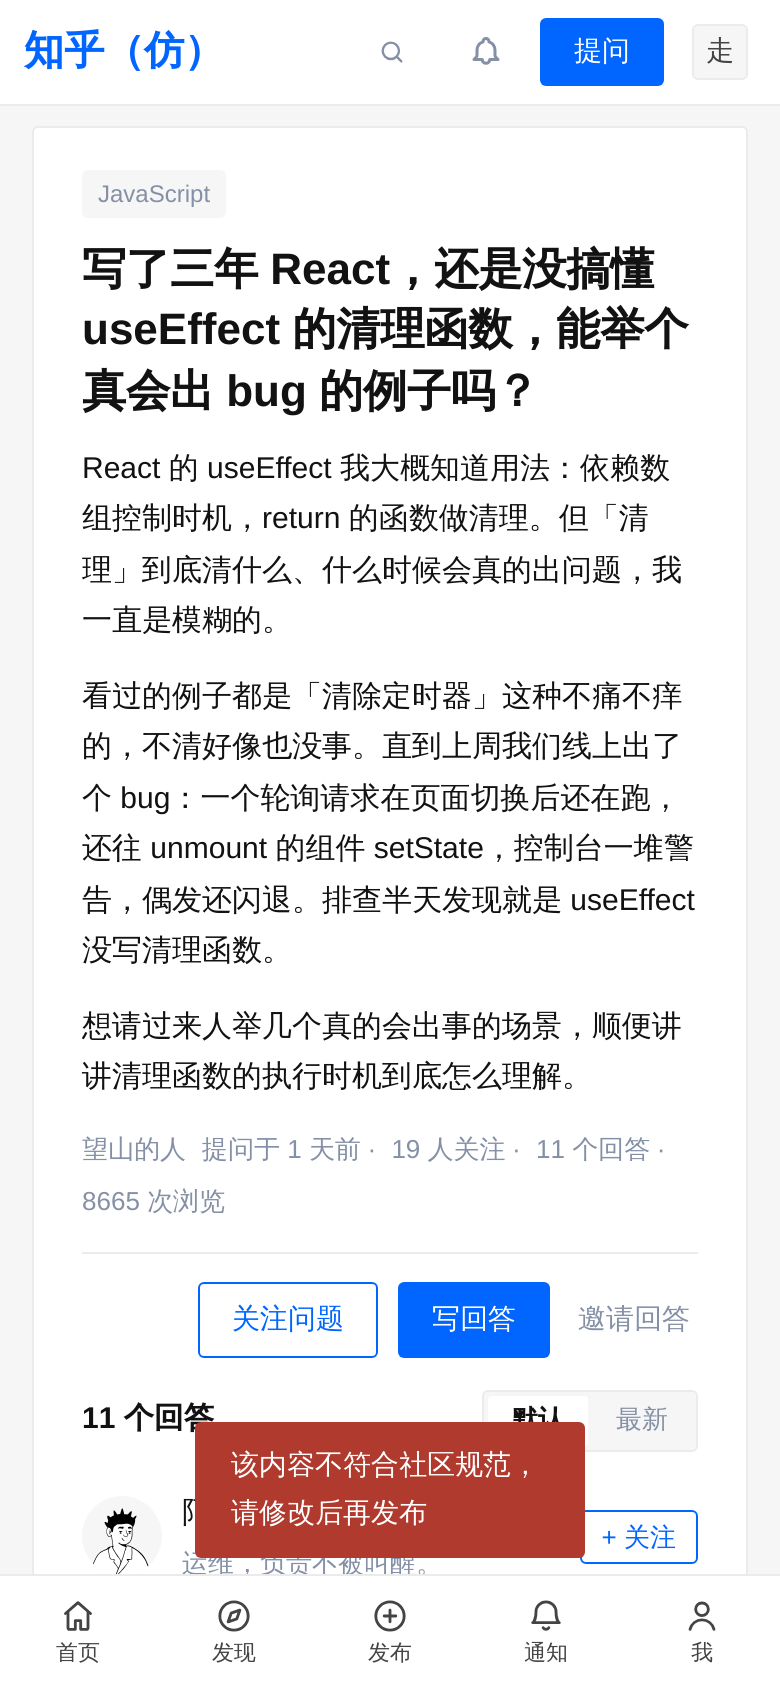 知乎（仿）
提问
走
JavaScript
写了三年 React，还是没搞懂
useEffect 的清理函数，能举个
真会出 bug 的例子吗？
React 的 useEffect 我大概知道用法：依赖数
组控制时机，return 的函数做清理。但「清
理」到底清什么、什么时候会真的出问题，我
一直是模糊的。
看过的例子都是「清除定时器」这种不痛不痒
的，不清好像也没事。直到上周我们线上出了
个 bug：一个轮询请求在页面切换后还在跑，
还往 unmount 的组件 setState，控制台一堆警
告，偶发还闪退。排查半天发现就是 useEffect
没写清理函数。
想请过来人举几个真的会出事的场景，顺便讲
讲清理函数的执行时机到底怎么理解。
望山的人 提问于 1 天前 · 19 人关注 · 11 个回答 ·
8665 次浏览
关注问题 写回答 邀请回答
11 个回答
默认 最新
该内容不符合社区规范，
请修改后再发布
+ 关注
运维，负责不被叫醒。
首页 发现 发布 通知 我